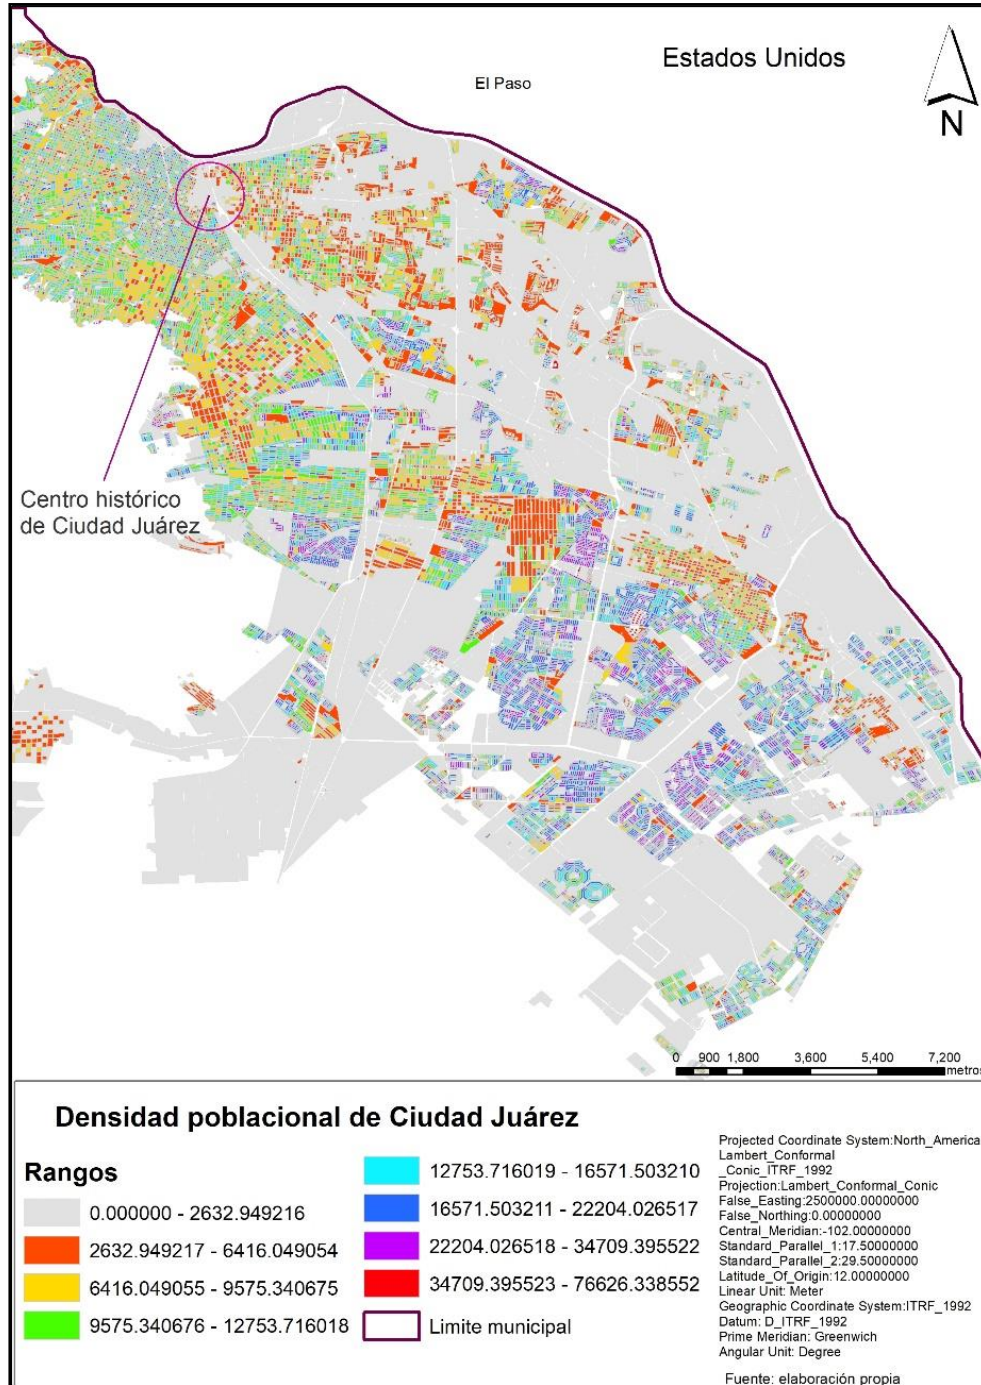 Estados Unidos
El Paso
N
Centro histórico
de Ciudad Juárez
0 900 1,800 3,600 5,400 7,200
metros
Densidad poblacional de Ciudad Juárez
Rangos
0.000000 - 2632.949216
2632.949217 - 6416.049054
6416.049055 - 9575.340675
9575.340676 - 12753.716018
12753.716019 - 16571.503210
16571.503211 - 22204.026517
22204.026518 - 34709.395522
34709.395523 - 76626.338552
Limite municipal
Projected Coordinate System:North_America
Lambert_Conformal
_Conic_ITRF_1992
Projection:Lambert_Conformal_Conic
False_Easting:2500000.00000000
False_Northing:0.00000000
Central_Meridian:-102.00000000
Standard_Parallel_1:17.50000000
Standard_Parallel_2:29.50000000
Latitude_Of_Origin:12.00000000
Linear Unit: Meter
Geographic Coordinate System:ITRF_1992
Datum: D_ITRF_1992
Prime Meridian: Greenwich
Angular Unit: Degree
Fuente: elaboración propia